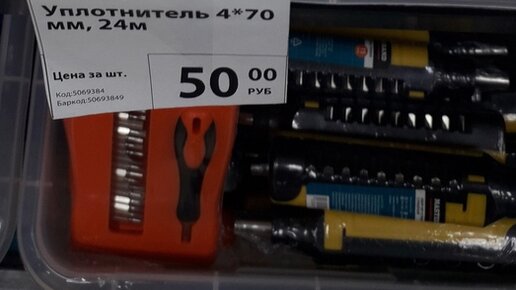 Уплотнитель 4*70
мм, 24м
Цена за шт.
50 00
РУБ
Код:5069384
Баркод:50693849